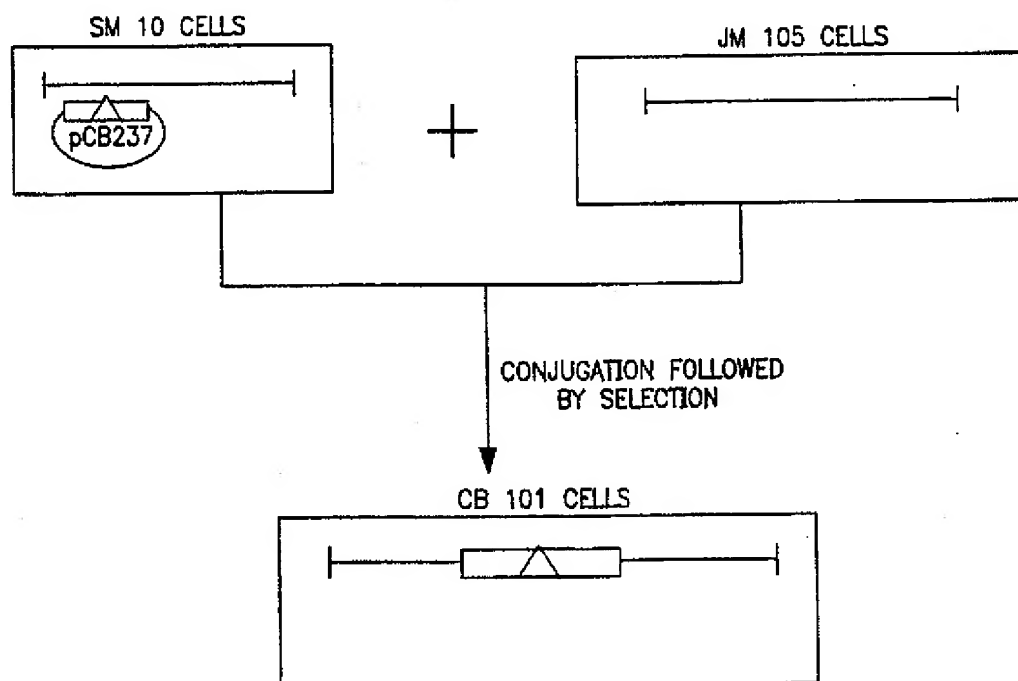 SM 10 CELLS
JM 105 CELLS
pCB237
+
CONJUGATION FOLLOWED
BY SELECTION
CB 101 CELLS